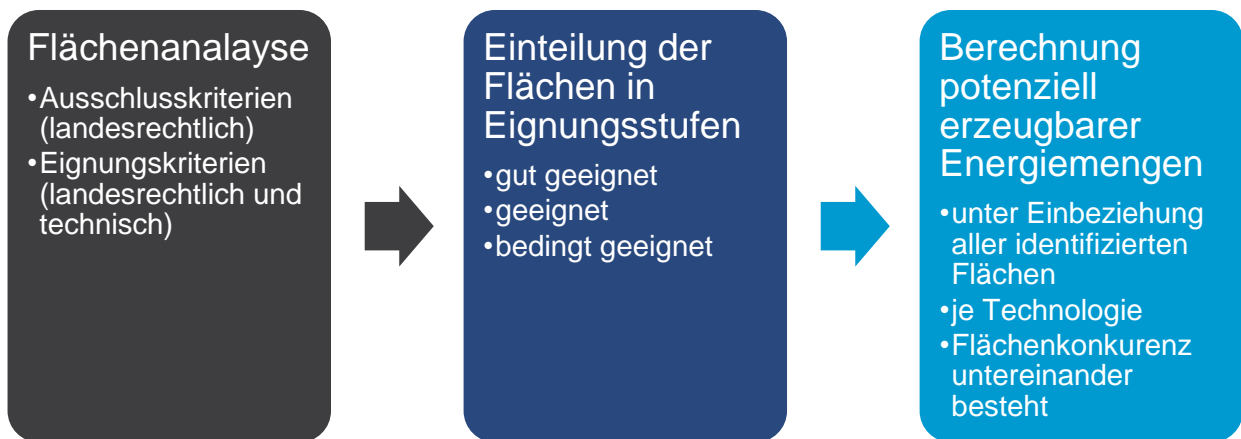 Flächenanalayse
•Ausschlusskriterien
(landesrechtlich)
•Eignungskriterien
(landesrechtlich und
technisch)
Einteilung der
Flächen in
Eignungsstufen
•gut geeignet
•geeignet
•bedingt geeignet
Berechnung
potenziell
erzeugbarer
Energiemengen
•unter Einbeziehung
aller identifizierten
Flächen
•je Technologie
•Flächenkonkurenz
untereinander
besteht